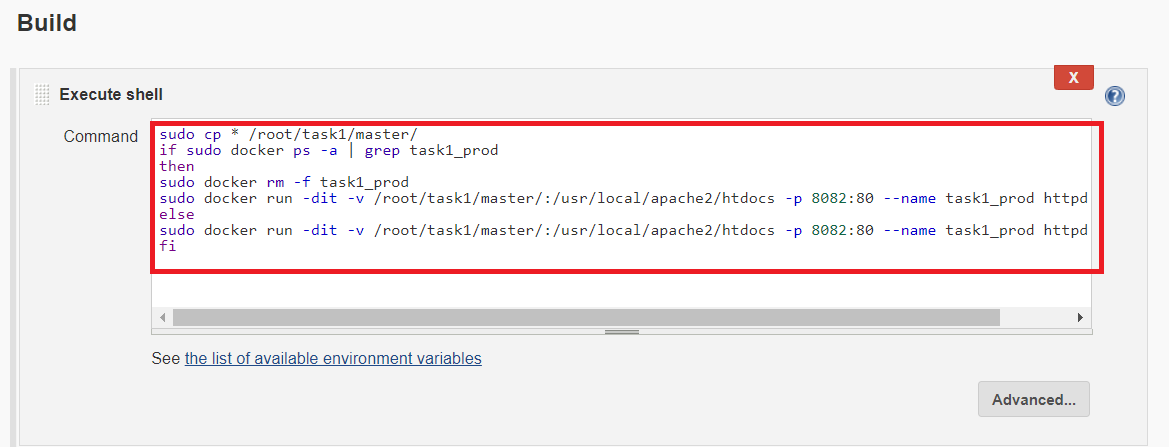 Build
Execute shell
X
Command
sudo cp * /root/task1/master/
if sudo docker ps -a | grep task1_prod
then
sudo docker rm -f task1_prod
sudo docker run -dit -v /root/task1/master/:/usr/local/apache2/htdocs -p 8082:80 --name task1_prod httpd
else
sudo docker run -dit -v /root/task1/master/:/usr/local/apache2/htdocs -p 8082:80 --name task1_prod httpd
fi
See the list of available environment variables
Advanced...